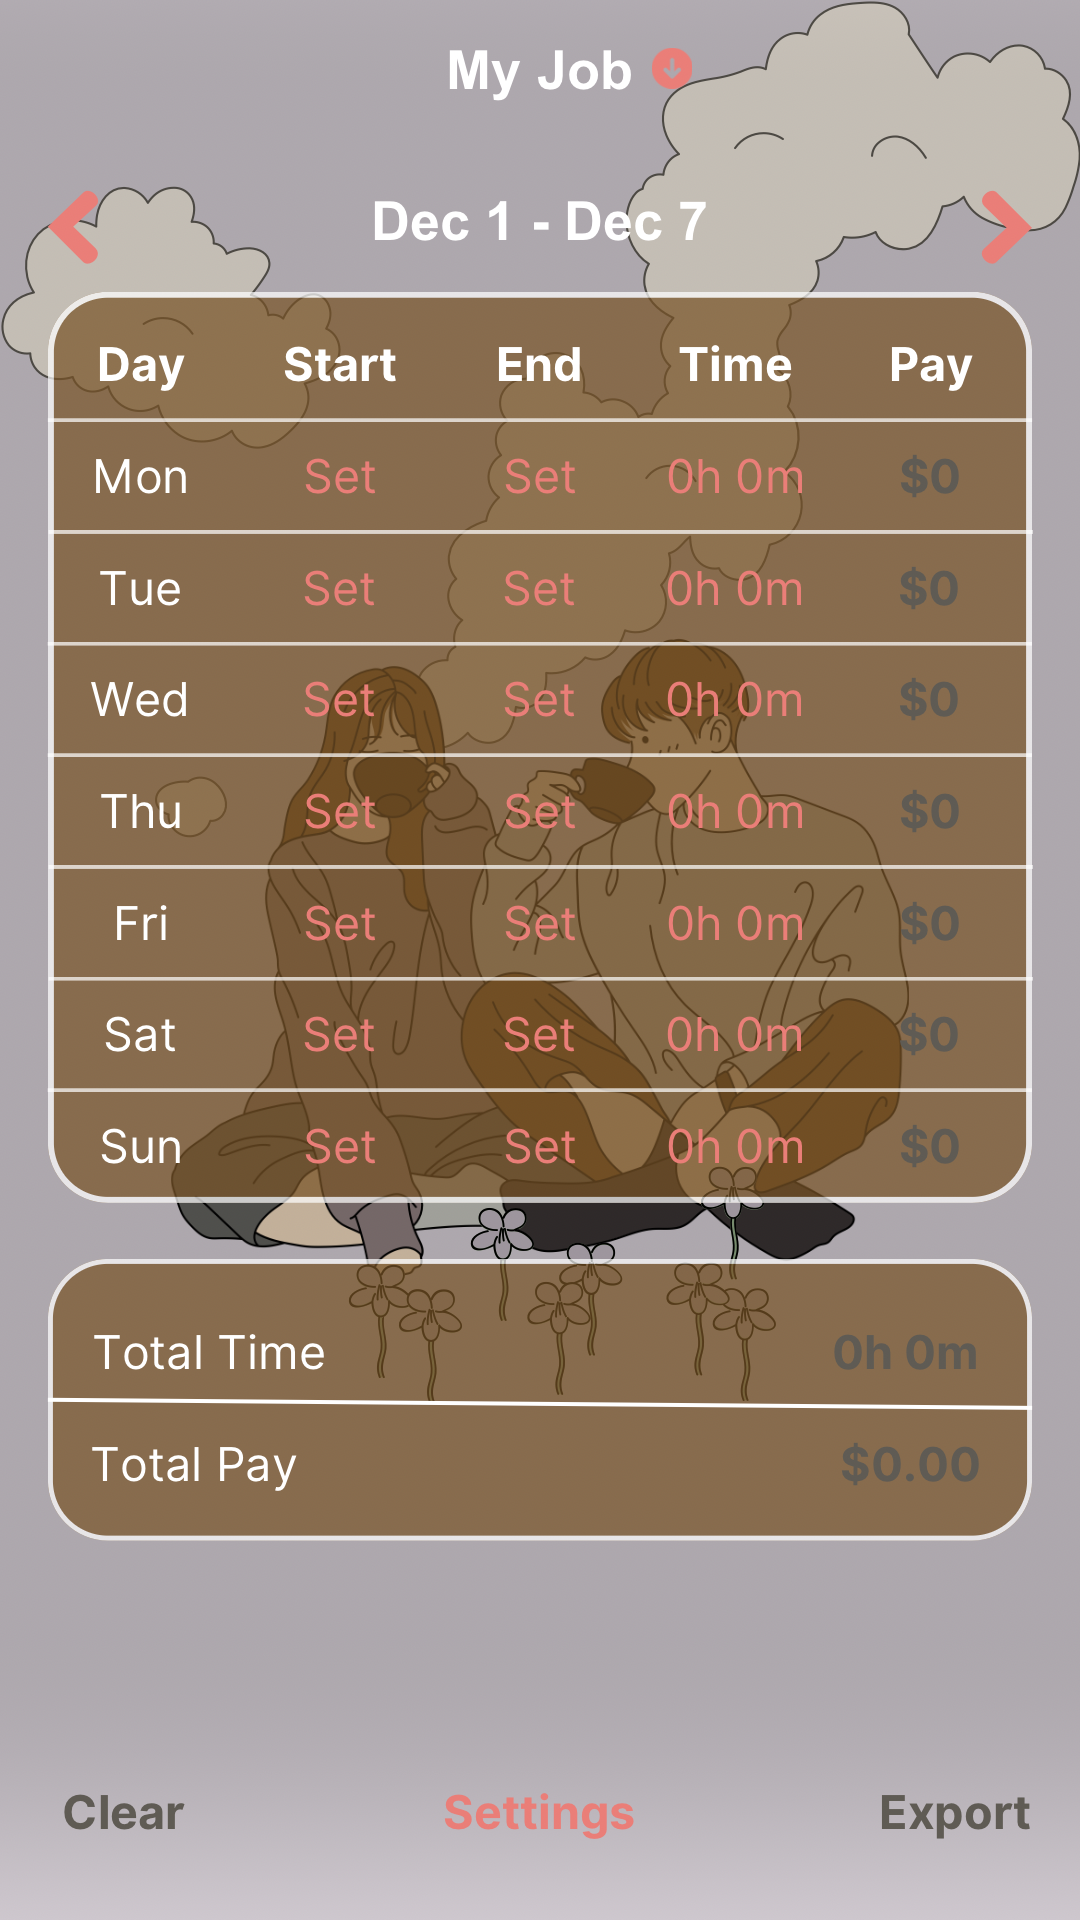 My Job
Dec 1 - Dec 7
Day Start End Time Pay
Mon Set Set 0h 0m $0
Tue Set Set 0h 0m $0
Wed Set Set 0h 0m $0
Thu Set Set 0h 0m $0
Fri Set Set 0h 0m $0
Sat Set Set 0h 0m $0
Sun Set Set 0h 0m $0
Total Time 0h 0m
Total Pay $0.00
Clear Settings Export